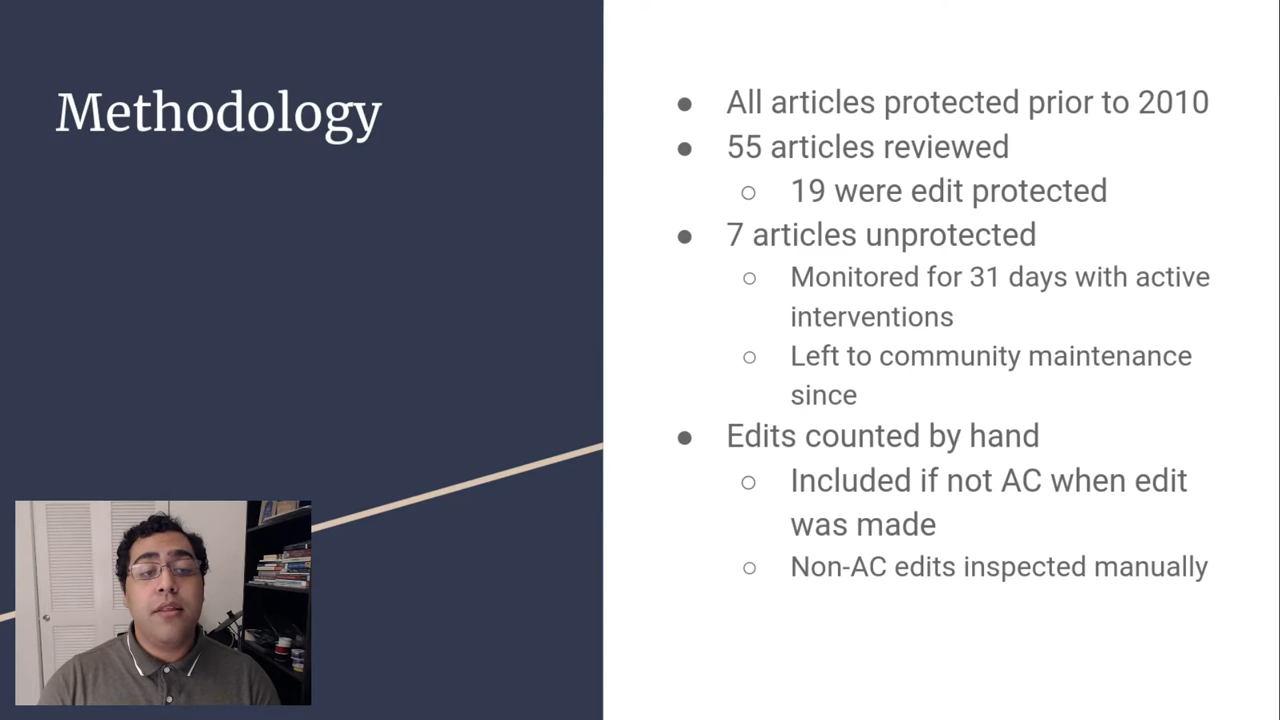 Methodology
● All articles protected prior to 2010
● 55 articles reviewed
○ 19 were edit protected
● 7 articles unprotected
○ Monitored for 31 days with active
interventions
○ Left to community maintenance
since
● Edits counted by hand
○ Included if not AC when edit
was made
○ Non-AC edits inspected manually